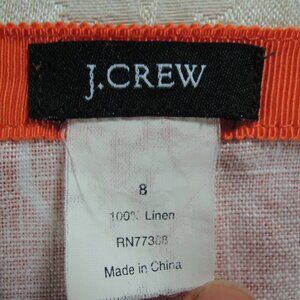 J.CREW
8
100% Linen
RN77388
Made in China